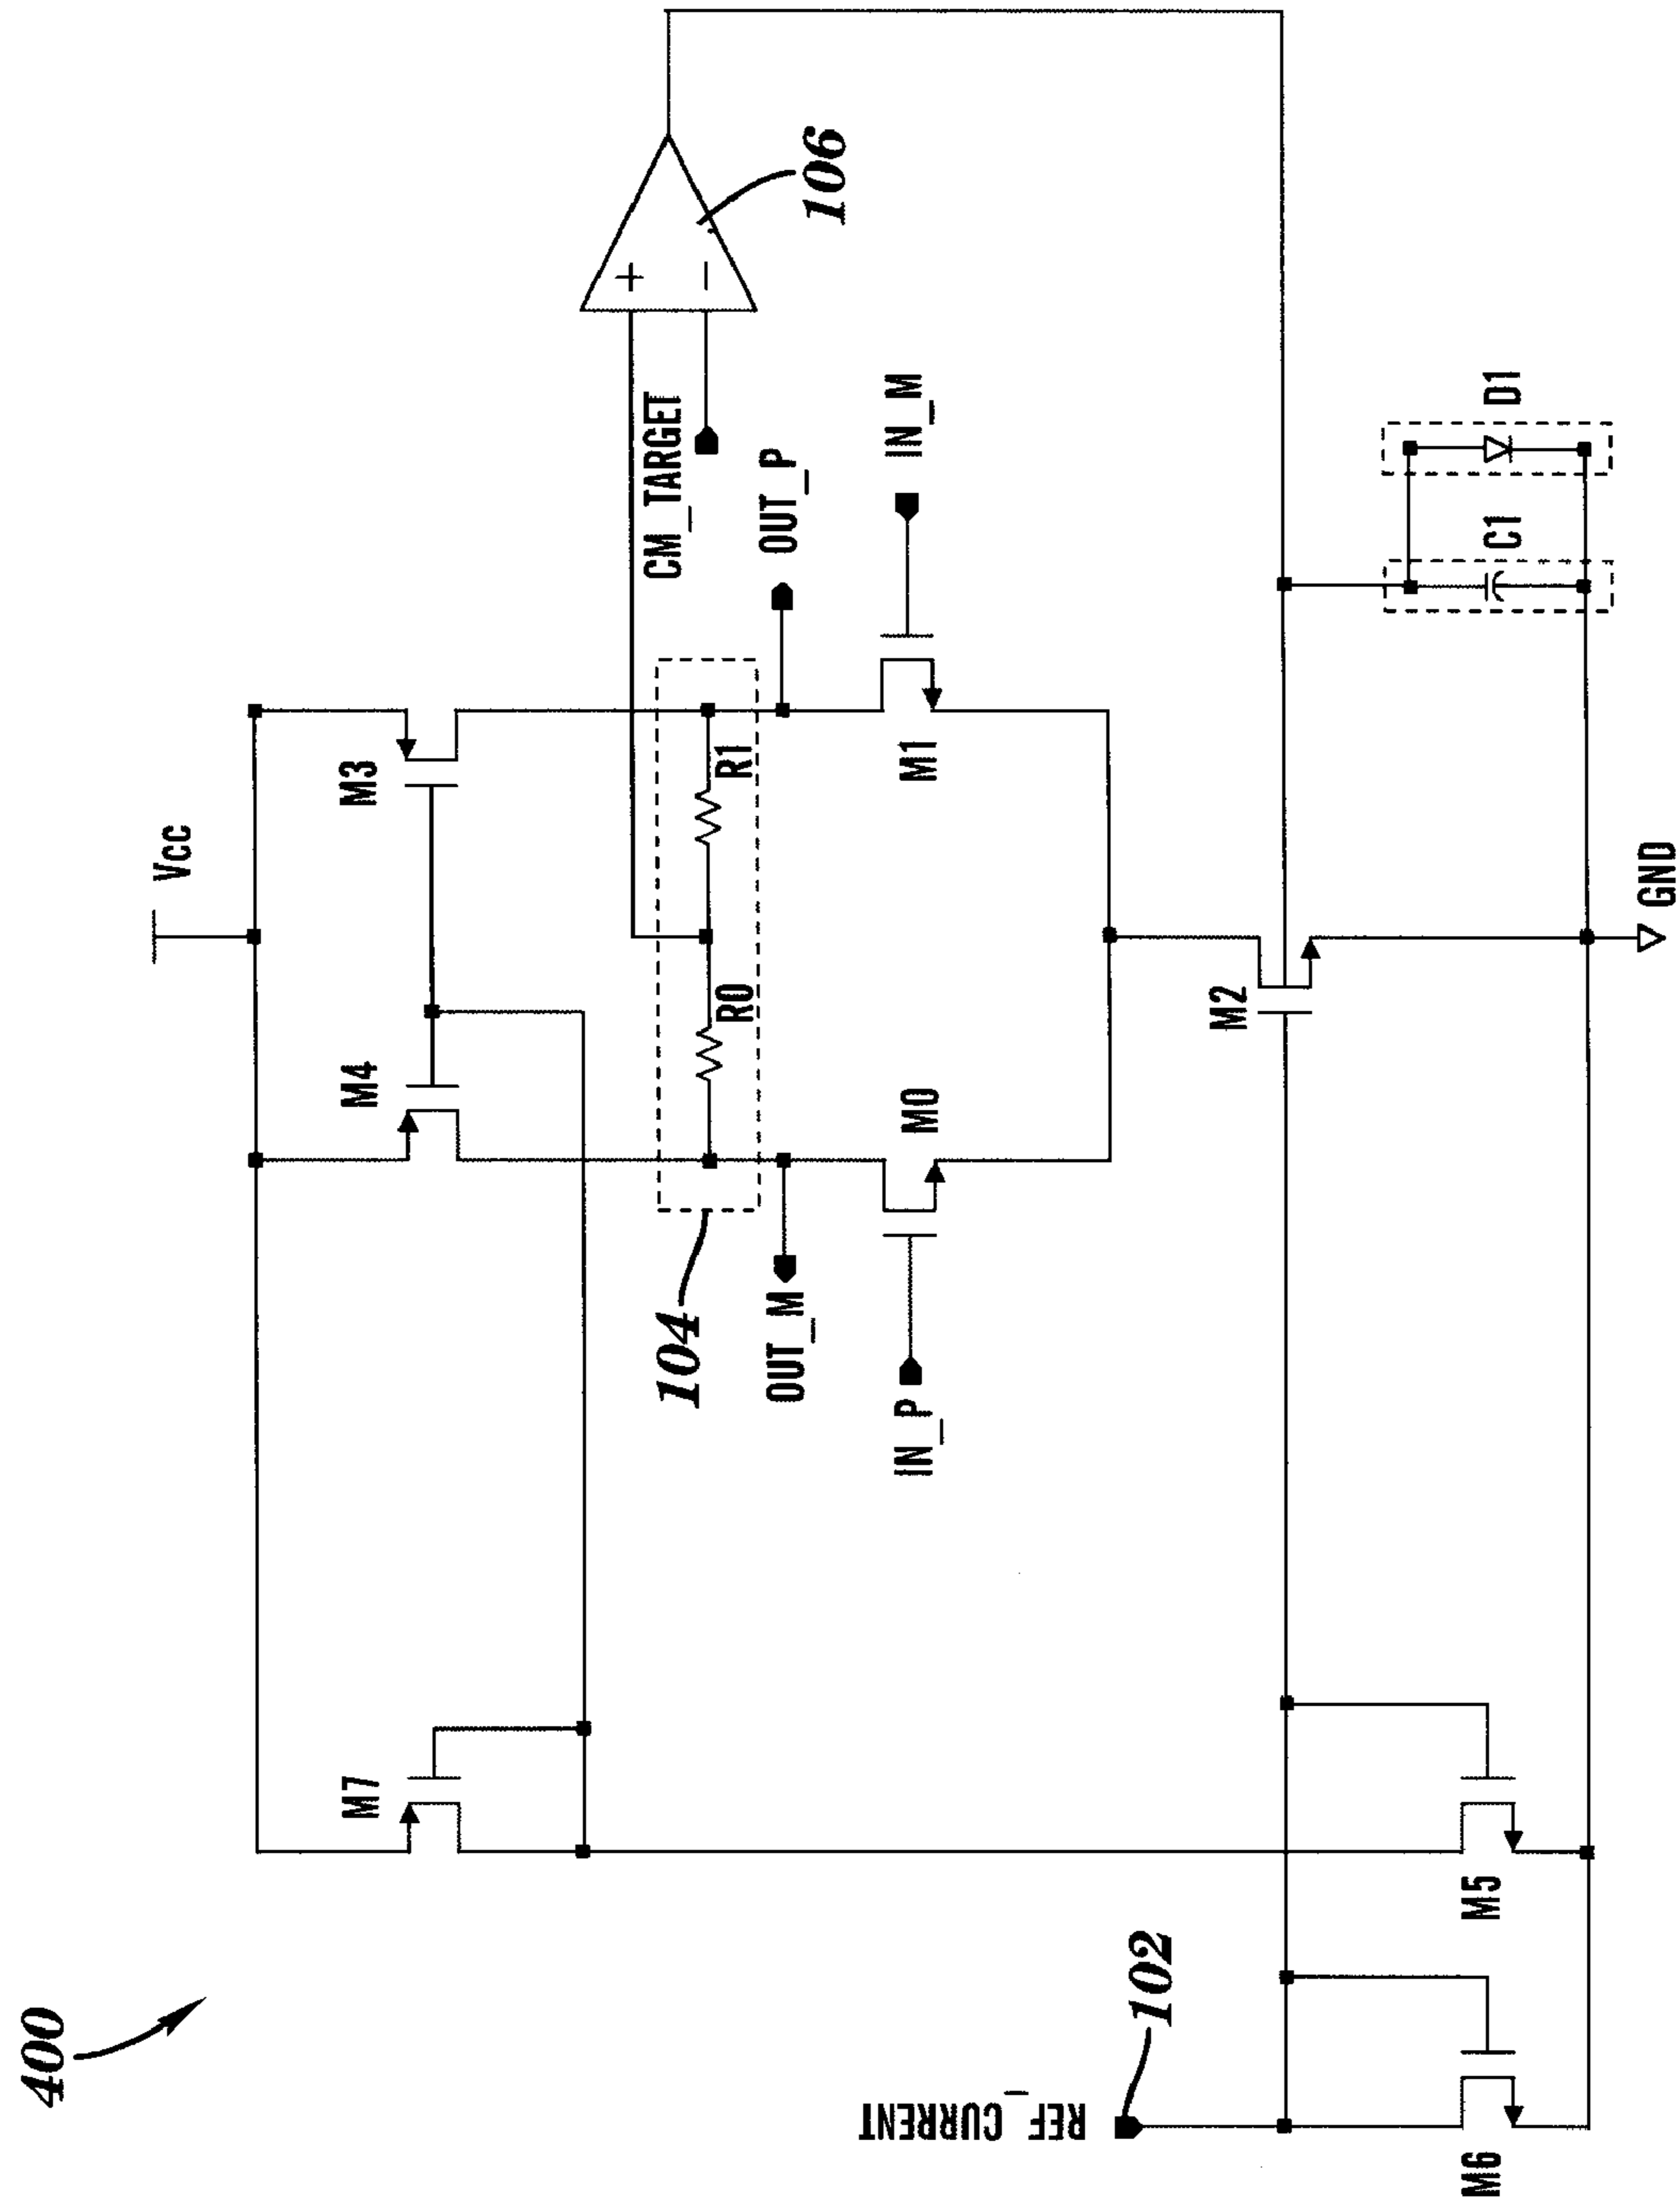 400
Vcc
M7
M4
M3
104
R0
R1
CM_TARGET
+
−
106
OUT_M
OUT_P
IN_P
M0
M1
IN_M
REF_CURRENT
102
M2
M6
M5
C1
D1
GND